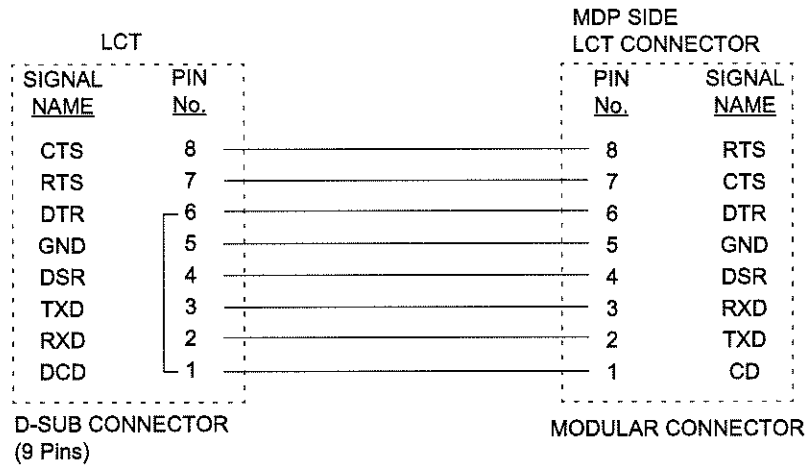 LCT
MDP SIDE
LCT CONNECTOR
SIGNAL NAME PIN No. PIN No. SIGNAL NAME
CTS 8 8 RTS
RTS 7 7 CTS
DTR 6 6 DTR
GND 5 5 GND
DSR 4 4 DSR
TXD 3 3 RXD
RXD 2 2 TXD
DCD 1 1 CD
D-SUB CONNECTOR
(9 Pins)
MODULAR CONNECTOR